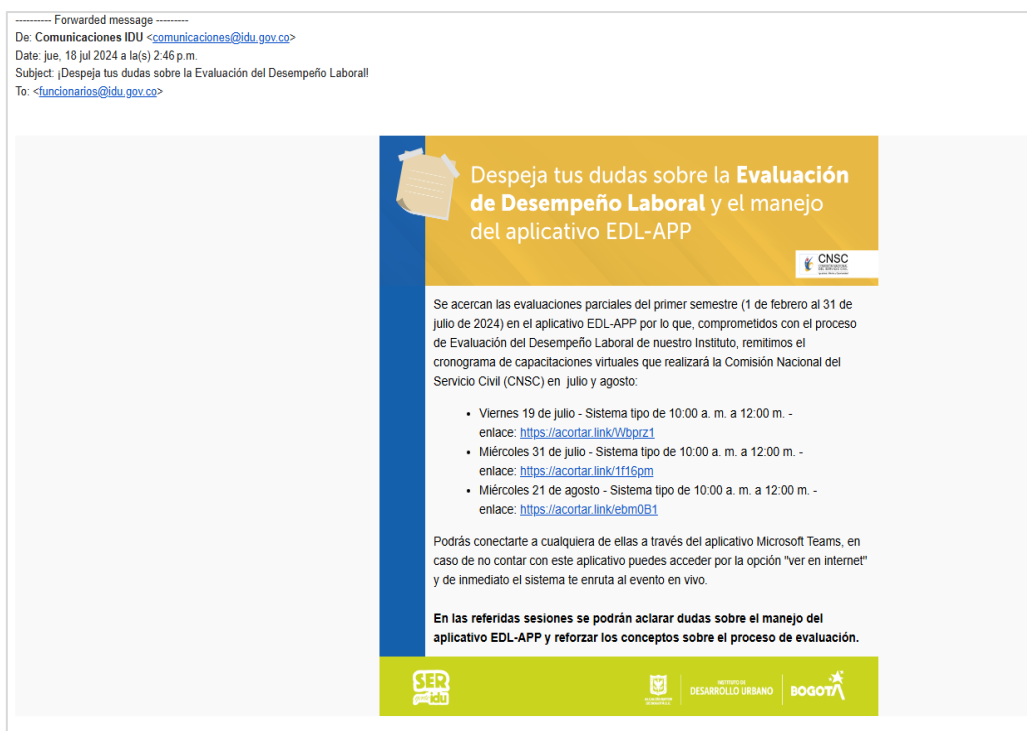 ---------- Forwarded message ---------
De: Comunicaciones IDU <comunicaciones@idu.gov.co>
Date: jue, 18 jul 2024 a la(s) 2:46 p.m.
Subject: ¡Despeja tus dudas sobre la Evaluación del Desempeño Laboral!
To: <funcionarios@idu.gov.co>
Despeja tus dudas sobre la Evaluación
de Desempeño Laboral y el manejo
del aplicativo EDL-APP
CNSC
Se acercan las evaluaciones parciales del primer semestre (1 de febrero al 31 de
julio de 2024) en el aplicativo EDL-APP por lo que, comprometidos con el proceso
de Evaluación del Desempeño Laboral de nuestro Instituto, remitimos el
cronograma de capacitaciones virtuales que realizará la Comisión Nacional del
Servicio Civil (CNSC) en julio y agosto:
• Viernes 19 de julio - Sistema tipo de 10:00 a. m. a 12:00 m. -
enlace: https://acortar.link/Wbprz1
• Miércoles 31 de julio - Sistema tipo de 10:00 a. m. a 12:00 m. -
enlace: https://acortar.link/1f16pm
• Miércoles 21 de agosto - Sistema tipo de 10:00 a. m. a 12:00 m. -
enlace: https://acortar.link/ebm0B1
Podrás conectarte a cualquiera de ellas a través del aplicativo Microsoft Teams, en
caso de no contar con este aplicativo puedes acceder por la opción "ver en internet"
y de inmediato el sistema te enruta al evento en vivo.
En las referidas sesiones se podrán aclarar dudas sobre el manejo del
aplicativo EDL-APP y reforzar los conceptos sobre el proceso de evaluación.
SER
idu
INSTITUTO DE
DESARROLLO URBANO
BOGOTÁ